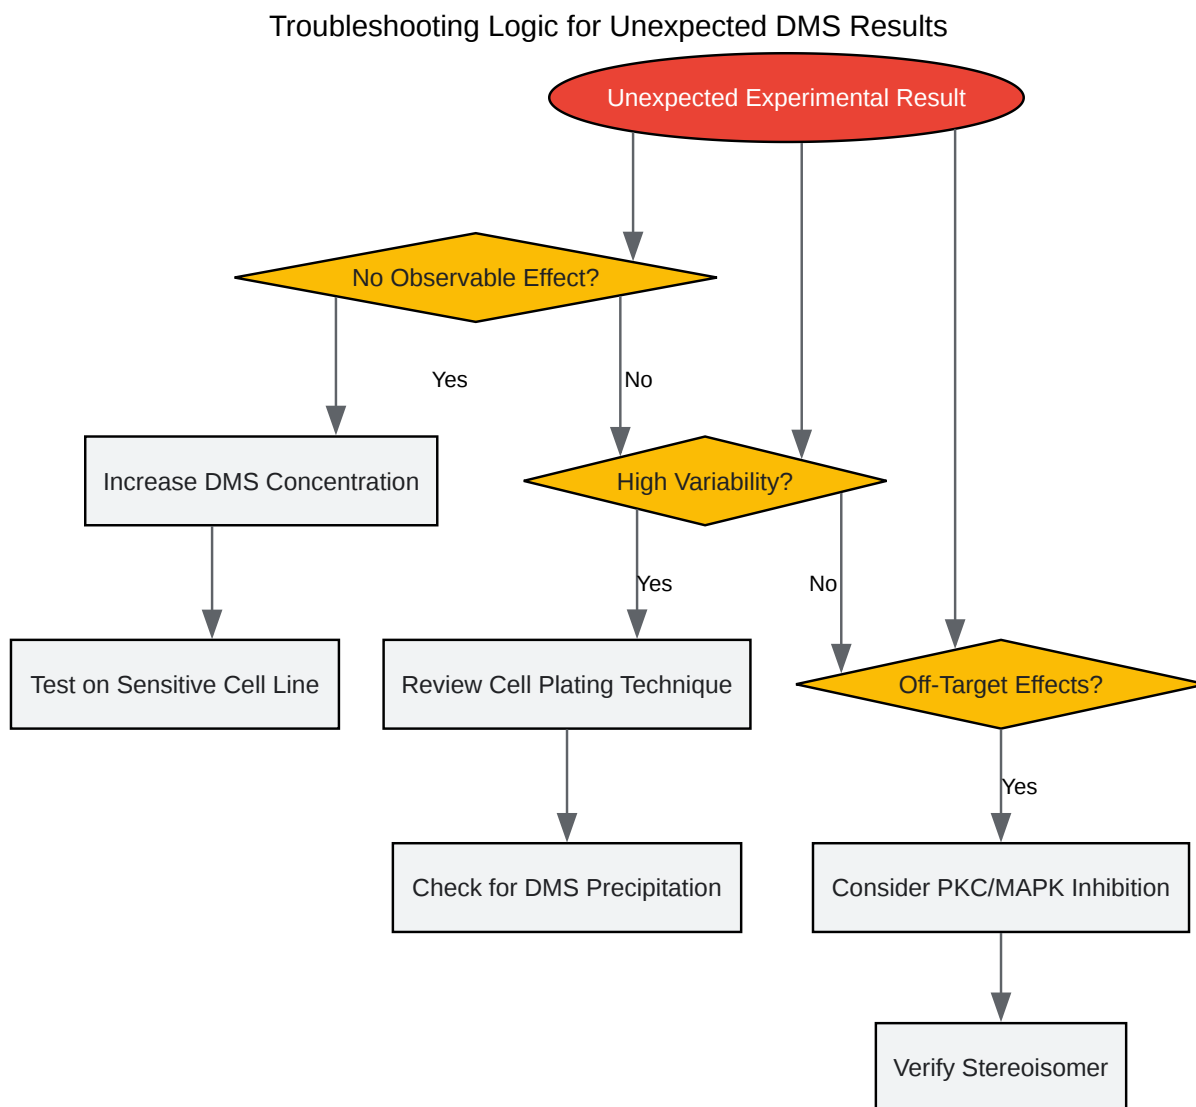 Troubleshooting Logic for Unexpected DMS Results
Unexpected Experimental Result
No Observable Effect?
Yes
No
Increase DMS Concentration
High Variability?
Yes
No
Test on Sensitive Cell Line
Review Cell Plating Technique
Off-Target Effects?
Yes
Check for DMS Precipitation
Consider PKC/MAPK Inhibition
Verify Stereoisomer